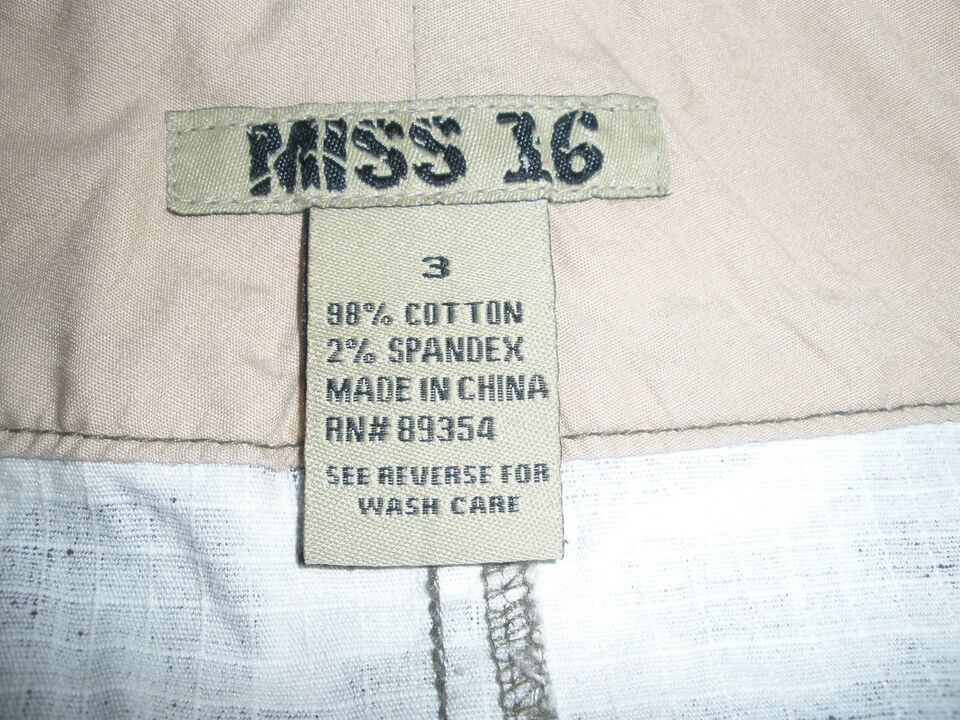 MISS 16
3
98% COTTON
2% SPANDEX
MADE IN CHINA
RN# 89354
SEE REVERSE FOR
WASH CARE